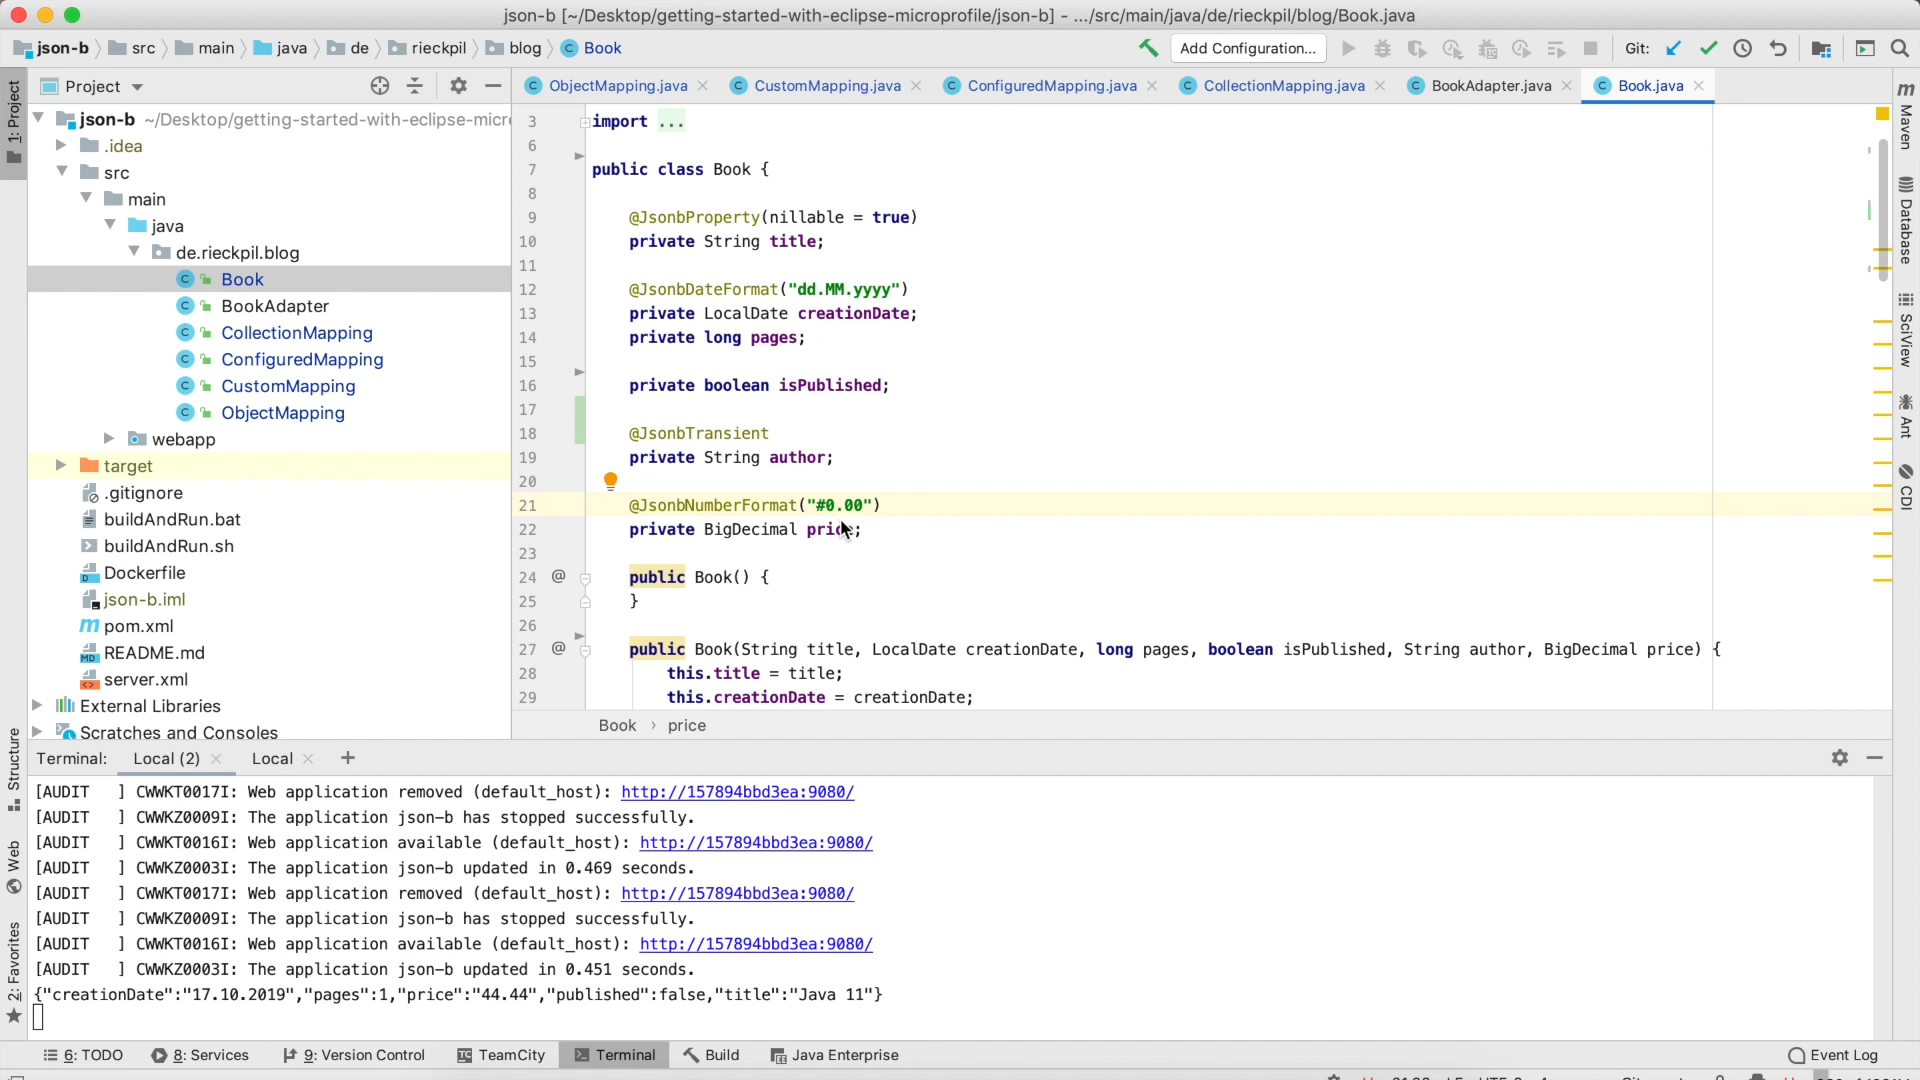 json-b [~/Desktop/getting-started-with-eclipse-microprofile/json-b] - .../src/main/java/de/rieckpil/blog/Book.java
json-b src main java de rieckpil blog Book Add Configuration... Git:
Project ObjectMapping.java CustomMapping.java ConfiguredMapping.java CollectionMapping.java BookAdapter.java Book.java
1: Project
Structure
Web
2: Favorites
json-b ~/Desktop/getting-started-with-eclipse-micro
.idea
src
main
java
de.rieckpil.blog
Book
BookAdapter
CollectionMapping
ConfiguredMapping
CustomMapping
ObjectMapping
webapp
target
.gitignore
buildAndRun.bat
buildAndRun.sh
Dockerfile
json-b.iml
pom.xml
README.md
server.xml
External Libraries
Scratches and Consoles
3 import ...
6
7 public class Book {
8
9 @JsonbProperty(nillable = true)
10 private String title;
11
12 @JsonbDateFormat("dd.MM.yyyy")
13 private LocalDate creationDate;
14 private long pages;
15
16 private boolean isPublished;
17
18 @JsonbTransient
19 private String author;
20
21 @JsonbNumberFormat("#0.00")
22 private BigDecimal price;
23
24 @ public Book() {
25 }
26
27 @ public Book(String title, LocalDate creationDate, long pages, boolean isPublished, String author, BigDecimal price) {
28 this.title = title;
29 this.creationDate = creationDate;
Book › price
Maven
Database
SciView
Ant
CDI
Terminal: Local (2) Local +
[AUDIT   ] CWWKT0017I: Web application removed (default_host): http://157894bbd3ea:9080/
[AUDIT   ] CWWKZ0009I: The application json-b has stopped successfully.
[AUDIT   ] CWWKT0016I: Web application available (default_host): http://157894bbd3ea:9080/
[AUDIT   ] CWWKZ0003I: The application json-b updated in 0.469 seconds.
[AUDIT   ] CWWKT0017I: Web application removed (default_host): http://157894bbd3ea:9080/
[AUDIT   ] CWWKZ0009I: The application json-b has stopped successfully.
[AUDIT   ] CWWKT0016I: Web application available (default_host): http://157894bbd3ea:9080/
[AUDIT   ] CWWKZ0003I: The application json-b updated in 0.451 seconds.
{"creationDate":"17.10.2019","pages":1,"price":"44.44","published":false,"title":"Java 11"}
6: TODO 8: Services 9: Version Control TeamCity Terminal Build Java Enterprise Event Log